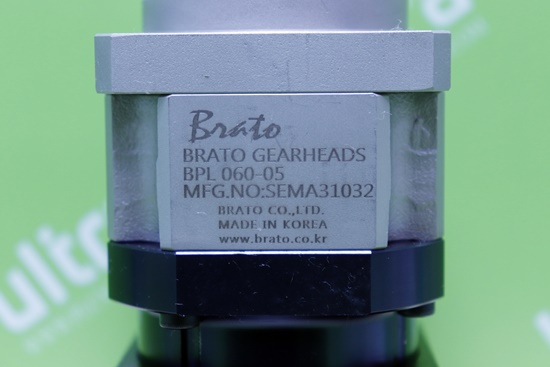 Brato
BRATO GEARHEADS
BPL 060-05
MFG.NO:SEMA31032
BRATO CO.,LTD.
MADE IN KOREA
www.brato.co.kr